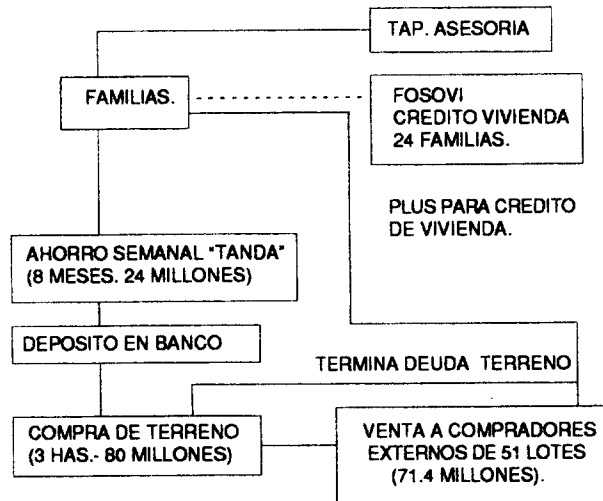 TAP. ASESORIA
FAMILIAS.
FOSOVI
CREDITO VIVIENDA
24 FAMILIAS.
PLUS PARA CREDITO
DE VIVIENDA.
AHORRO SEMANAL "TANDA"
(8 MESES. 24 MILLONES)
DEPOSITO EN BANCO
TERMINA DEUDA TERRENO
COMPRA DE TERRENO
(3 HAS.- 80 MILLONES)
VENTA A COMPRADORES
EXTERNOS DE 51 LOTES
(71.4 MILLONES).